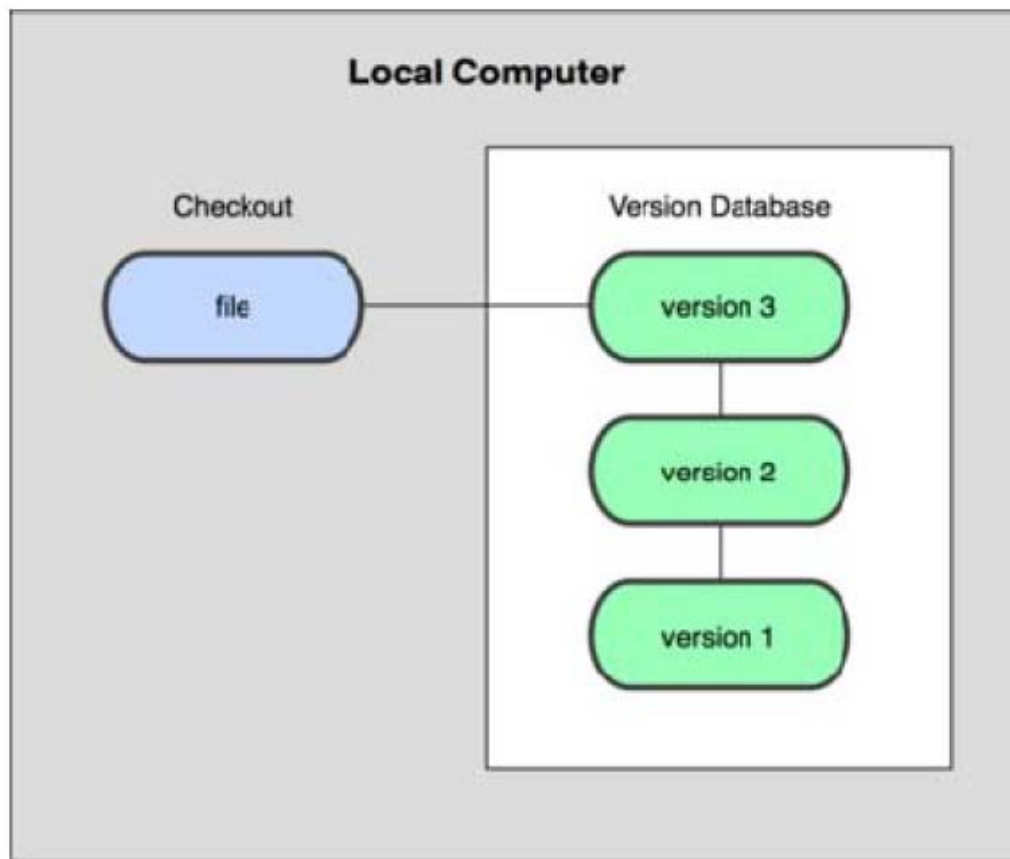 Local Computer
Checkout
Version Database
file
version 3
version 2
version 1